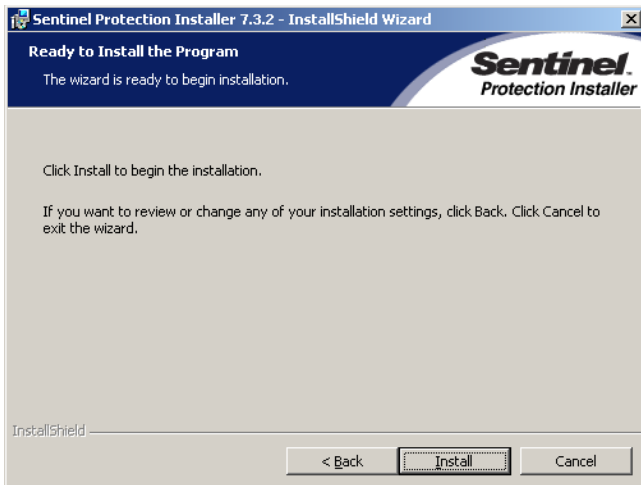 Sentinel Protection Installer 7.3.2 - InstallShield Wizard
Ready to Install the Program
The wizard is ready to begin installation.
Sentinel.
Protection Installer
Click Install to begin the installation.
If you want to review or change any of your installation settings, click Back. Click Cancel to
exit the wizard.
InstallShield
< Back
Install
Cancel